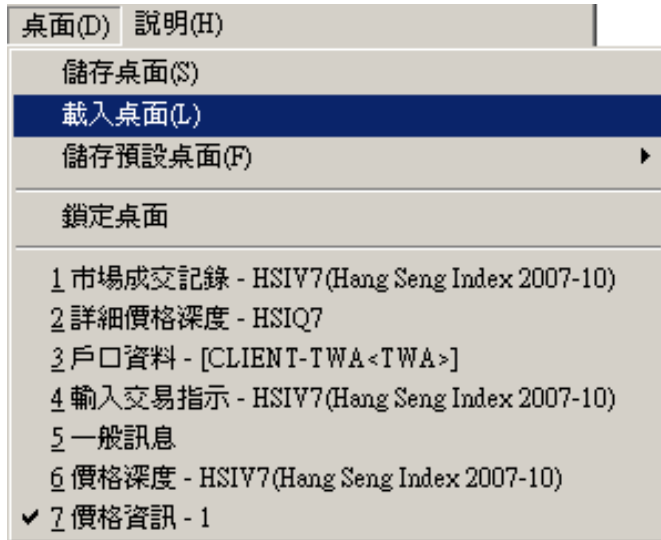 桌面(D) 說明(H)
儲存桌面(S)
載入桌面(L)
儲存預設桌面(F)
鎖定桌面
1 市場成交記錄 - HSIV7(Hang Seng Index 2007-10)
2 詳細價格深度 - HSIQ7
3 戶口資料 - [CLIENT-TWA<TWA>]
4 輸入交易指示 - HSIV7(Hang Seng Index 2007-10)
5 一般訊息
6 價格深度 - HSIV7(Hang Seng Index 2007-10)
7 價格資訊 - 1